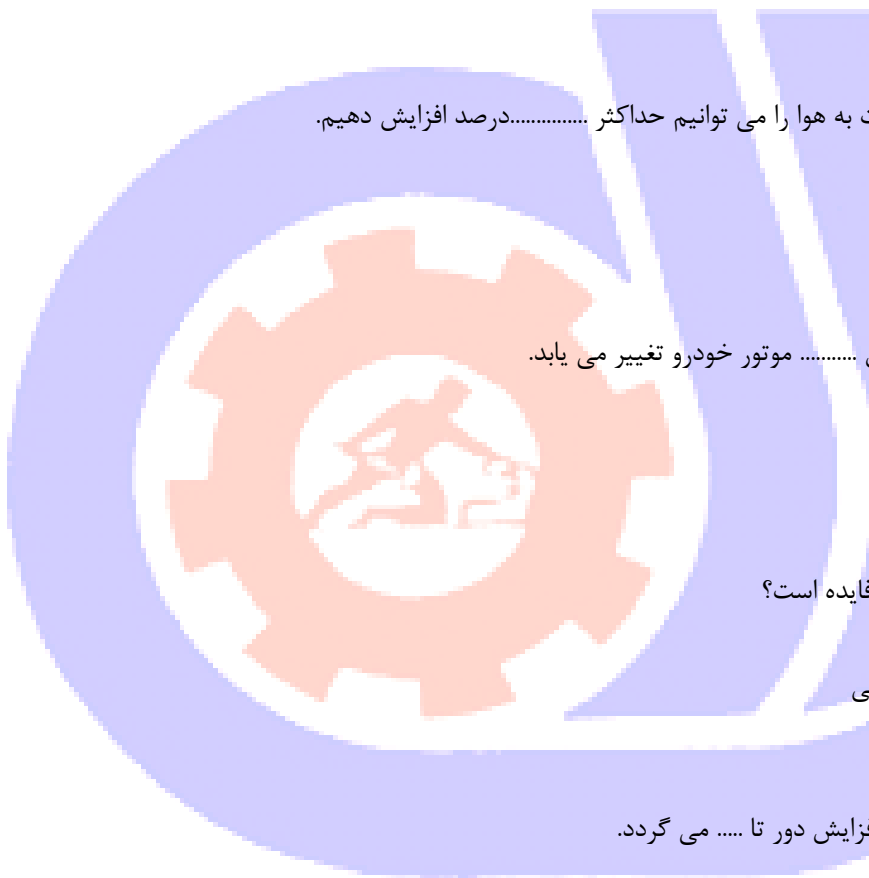 به هوا را می توانیم حداکثر ..............درصد افزایش دهیم.
.......... موتور خودرو تغییر می یابد.
فایده است؟
دور تا ..... می گردد.